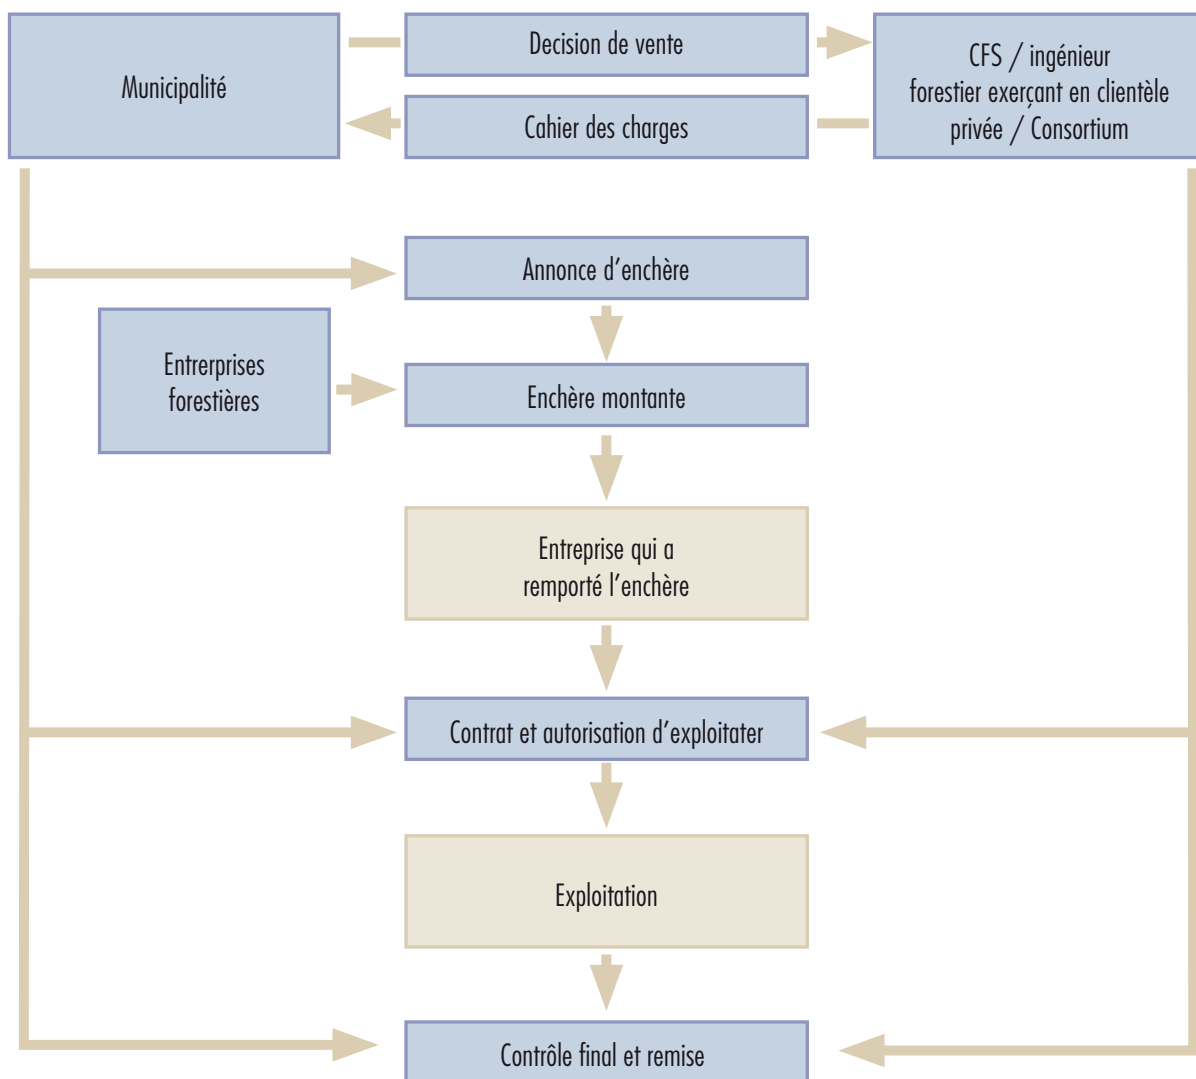 Municipalité
Decision de vente
Cahier des charges
CFS / ingénieur
forestier exerçant en clientèle
privée / Consortium
Annonce d'enchère
Entrerprises
forestières
Enchère montante
Entreprise qui a
remporté l'enchère
Contrat et autorisation d'exploitater
Exploitation
Contrôle final et remise